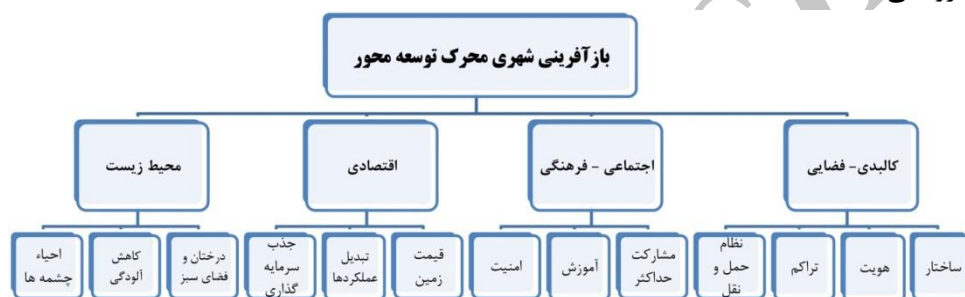 بازآفرینی شهری محرک توسعه محور
کالبدی- فضایی
اجتماعی - فرهنگی
اقتصادی
محیط زیست
ساختار
هویت
تراکم
نظام
حمل و
نقل
مشارکت
حداکثر
آموزش
امنیت
قیمت
زمین
تبدیل
عملکردها
جذب
سرمایه
گذاری
درختان و
فضای سبز
کاهش
آلودگی
احیاء
چشمه ها